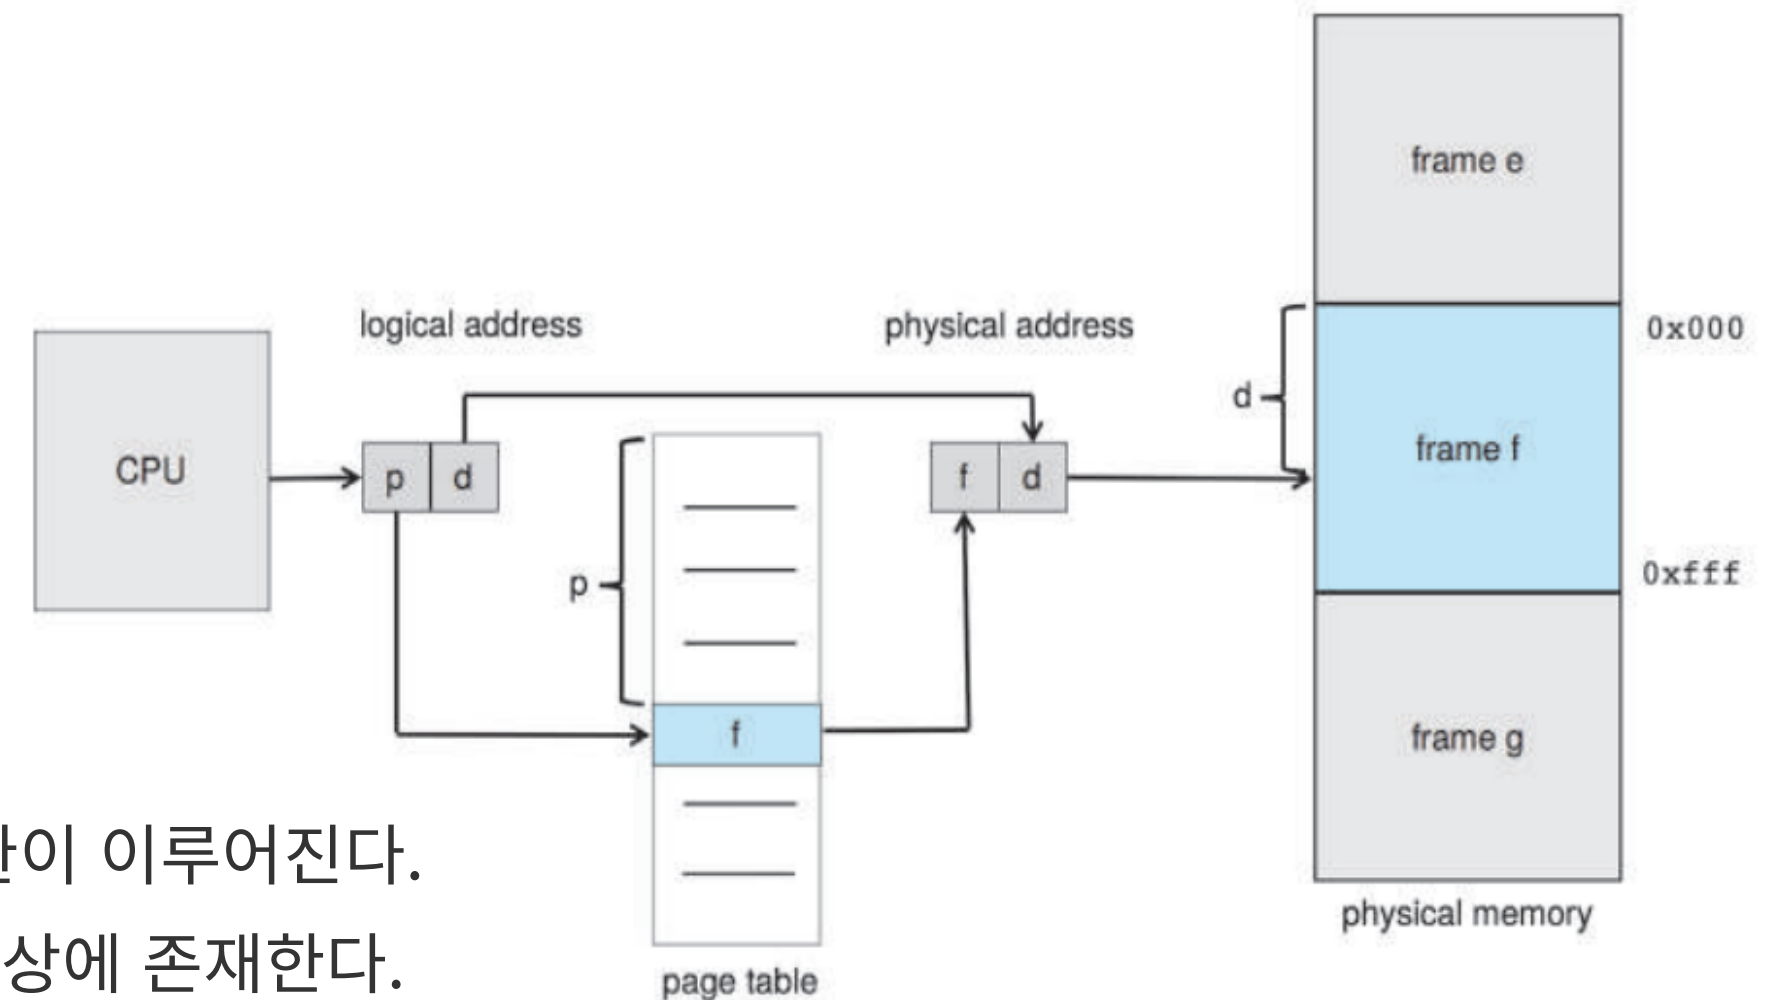 frame e
logical address
physical address
0x000
d
CPU
p d
f d
frame f
p
0xfff
f
frame g
이루어진다.
상에 존재한다.
physical memory
page table